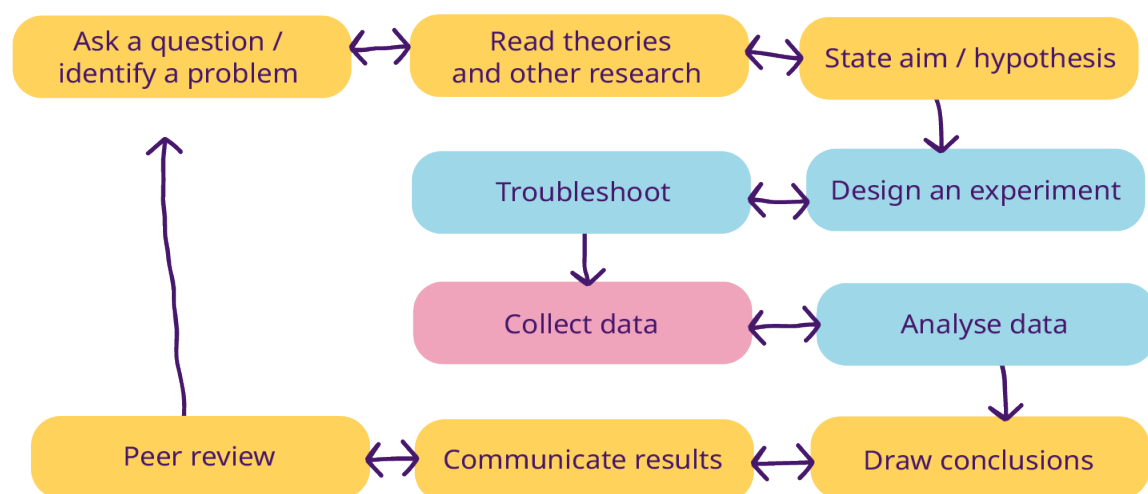 Ask a question /
identify a problem
Read theories
and other research
State aim / hypothesis
Troubleshoot
Design an experiment
Collect data
Analyse data
Peer review
Communicate results
Draw conclusions